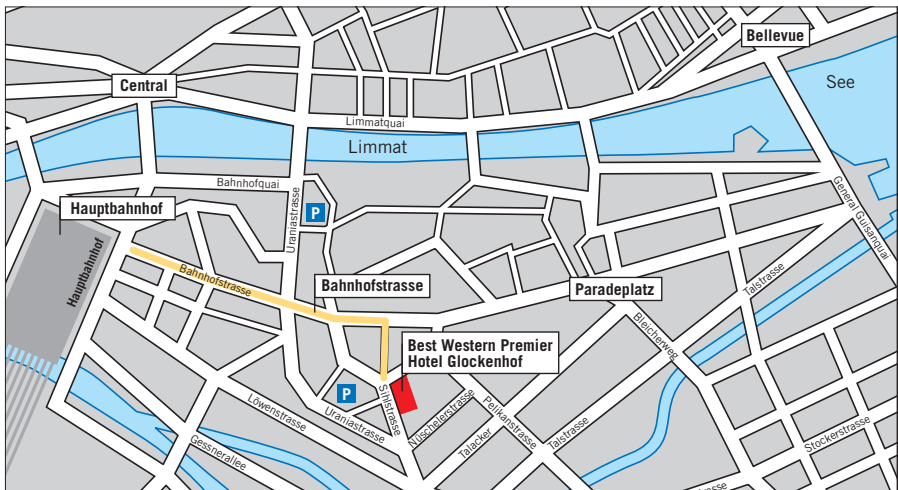 Bellevue
Central
See
Limmatquai
Limmat
Bahnhofquai
P
Hauptbahnhof
Uraniastrasse
General Guisanquai
Hauptbahnhof
Bahnhofstrasse
Bahnhofstrasse
Paradeplatz
Talstrasse
Bleicherweg
Best Western Premier
Hotel Glockenhof
P
Sihlstrasse
Löwenstrasse
Uraniastrasse
Nüschelerstrasse
Pelikanstrasse
Talacker
Talstrasse
Stockerstrasse
Gessnerallee